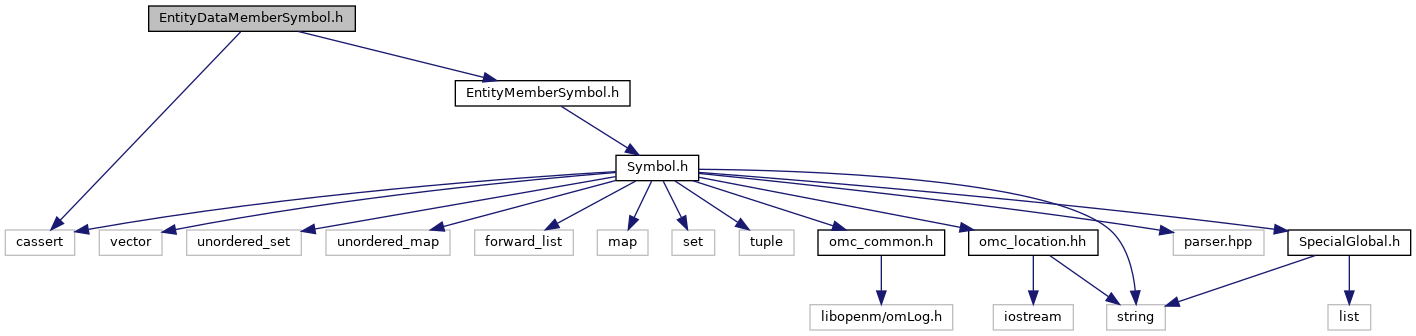 EntityDataMemberSymbol.h
EntityMemberSymbol.h
Symbol.h
cassert
vector
unordered_set
unordered_map
forward_list
map
set
tuple
omc_common.h
omc_location.hh
parser.hpp
SpecialGlobal.h
libopenm/omLog.h
iostream
string
list